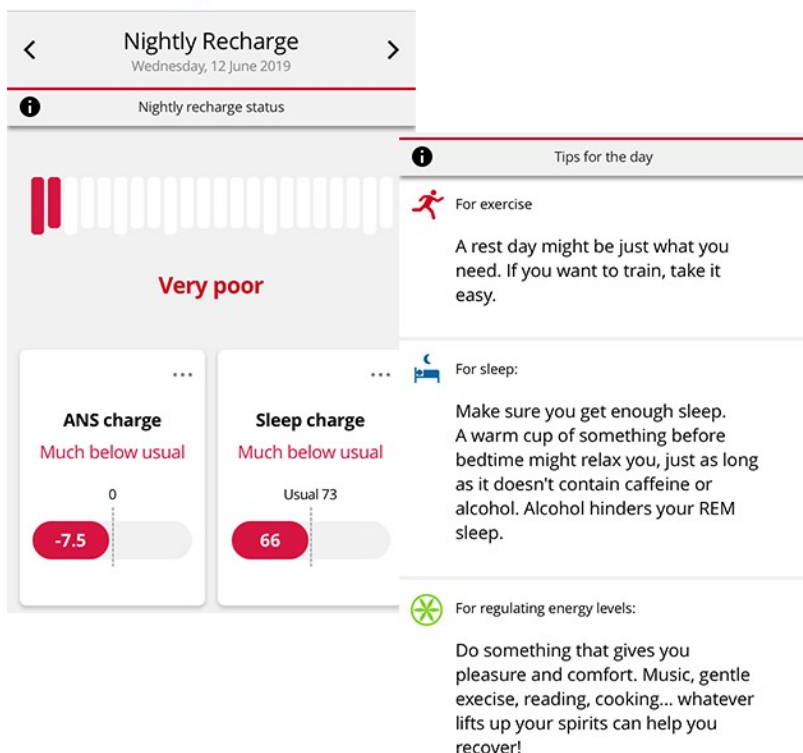 Nightly Recharge
Wednesday, 12 June 2019
Nightly recharge status
Very poor
ANS charge
Much below usual
0
-7.5
Sleep charge
Much below usual
Usual 73
66
Tips for the day
For exercise
A rest day might be just what you
need. If you want to train, take it
easy.
For sleep:
Make sure you get enough sleep.
A warm cup of something before
bedtime might relax you, just as long
as it doesn't contain caffeine or
alcohol. Alcohol hinders your REM
sleep.
For regulating energy levels:
Do something that gives you
pleasure and comfort. Music, gentle
execise, reading, cooking... whatever
lifts up your spirits can help you
recover!